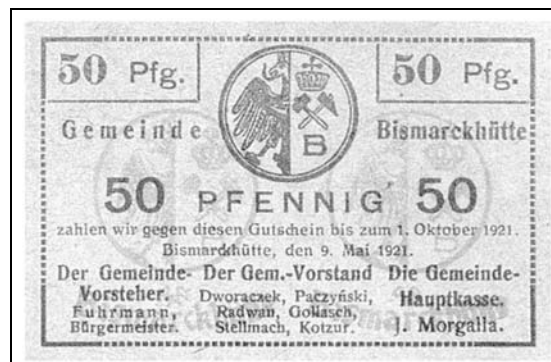 50 Pfg. 50 Pfg.
B
Gemeinde Bismarckhütte
50 PFENNIG 50
zahlen wir gegen diesen Gutschein bis zum 1. Oktober 1921.
Bismarckhütte, den 9. Mai 1921.
Der Gemeinde- Der Gem.-Vorstand Die Gemeinde-
Vorsteher. Dworaczek, Paczyński, Hauptkasse.
Fuhrmann, Radwan, Gollasch,
Bürgermeister. Stellmach, Kotzur. J. Morgalla.